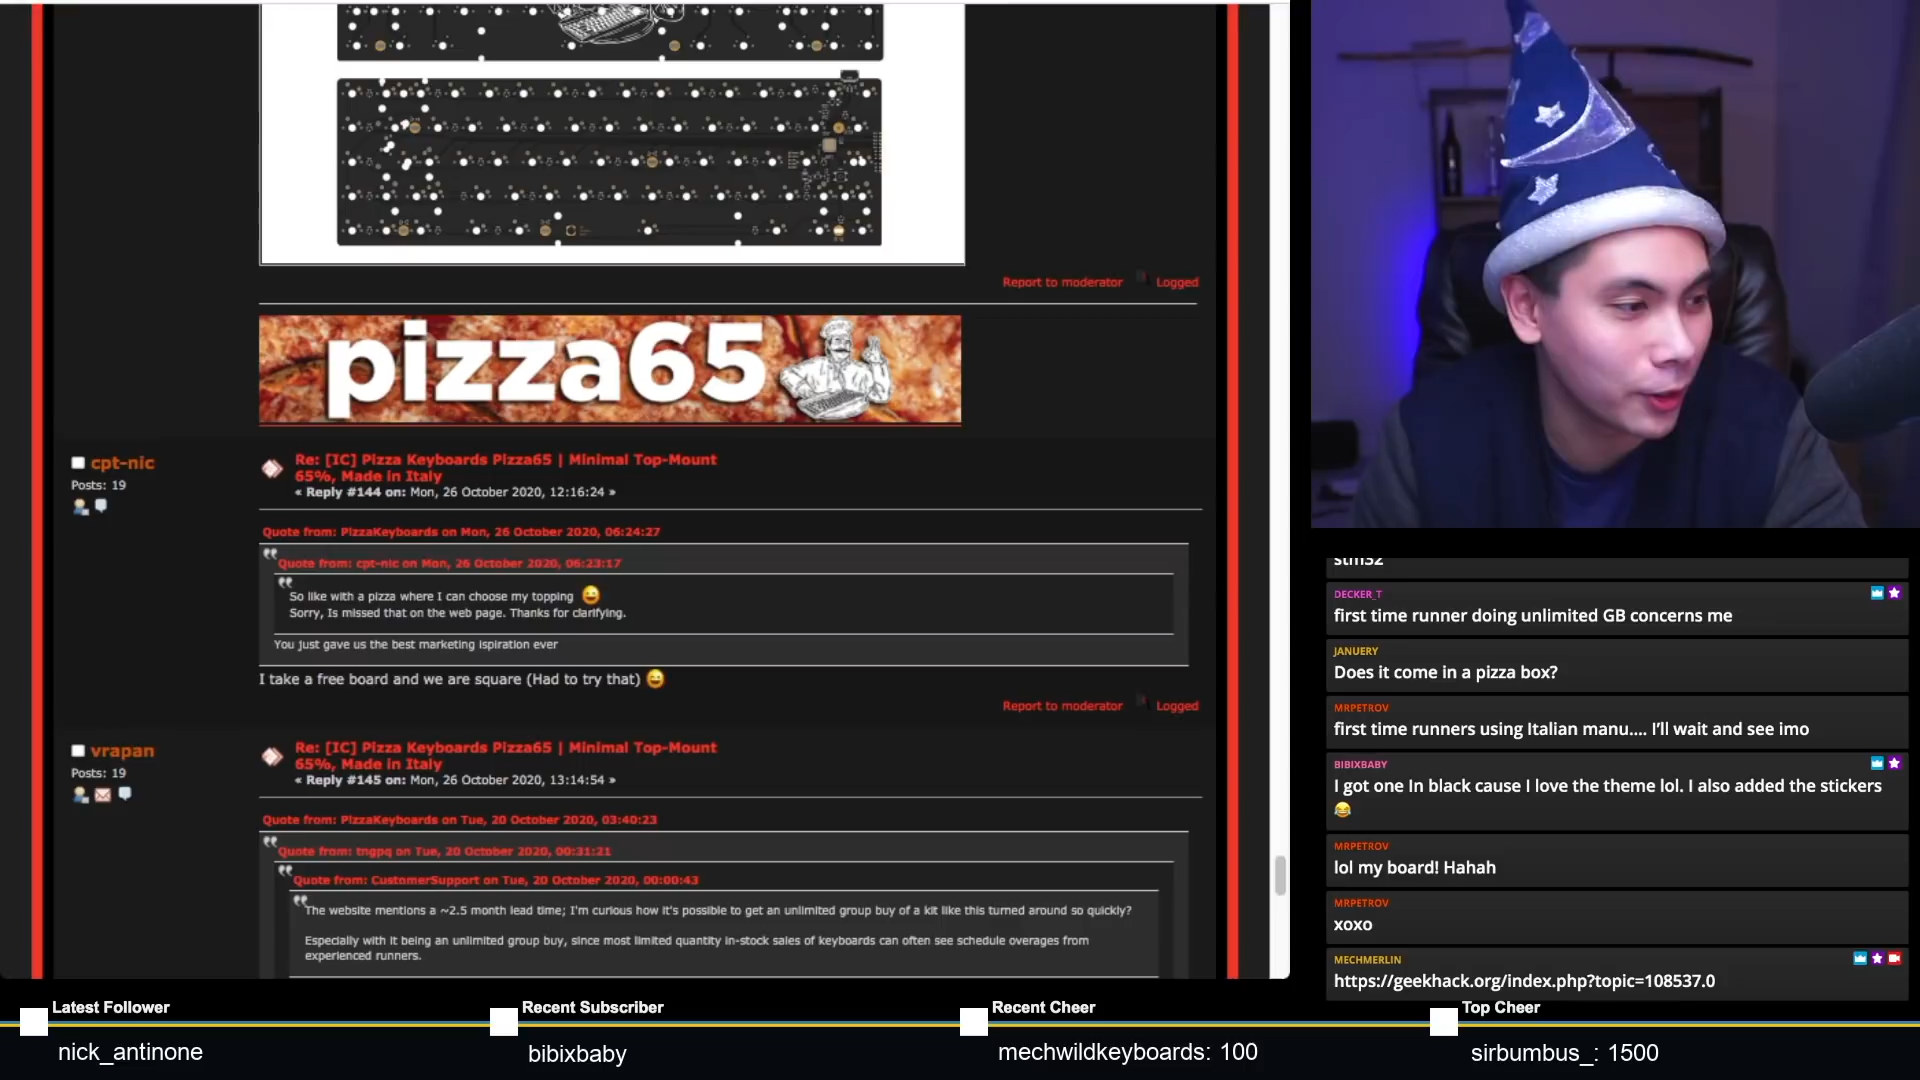 Report to moderator Logged
pizza65
cpt-nic
Posts: 19
Re: [IC] Pizza Keyboards Pizza65 | Minimal Top-Mount
65%, Made in Italy
« Reply #144 on: Mon, 26 October 2020, 12:16:24 »
Quote from: PizzaKeyboards on Mon, 26 October 2020, 06:24:27
Quote from: cpt-nic on Mon, 26 October 2020, 06:23:17
So like with a pizza where I can choose my topping
Sorry, Is missed that on the web page. Thanks for clarifying.
You just gave us the best marketing ispiration ever
I take a free board and we are square (Had to try that)
Report to moderator Logged
vrapan
Posts: 19
Re: [IC] Pizza Keyboards Pizza65 | Minimal Top-Mount
65%, Made in Italy
« Reply #145 on: Mon, 26 October 2020, 13:14:54 »
Quote from: PizzaKeyboards on Tue, 20 October 2020, 03:40:23
Quote from: tngpq on Tue, 20 October 2020, 00:31:21
Quote from: CustomerSupport on Tue, 20 October 2020, 00:00:43
The website mentions a ~2.5 month lead time; I'm curious how it's possible to get an unlimited group buy of a kit like this turned around so quickly?
Especially with it being an unlimited group buy, since most limited quantity in-stock sales of keyboards can often see schedule overages from
experienced runners.
stm32
DECKER_T
first time runner doing unlimited GB concerns me
JANUERY
Does it come in a pizza box?
MRPETROV
first time runners using Italian manu.... I'll wait and see imo
BIBIXBABY
I got one In black cause I love the theme lol. I also added the stickers
MRPETROV
lol my board! Hahah
MRPETROV
xoxo
MECHMERLIN
https://geekhack.org/index.php?topic=108537.0
Latest Follower
nick_antinone
Recent Subscriber
bibixbaby
Recent Cheer
mechwildkeyboards: 100
Top Cheer
sirbumbus_: 1500